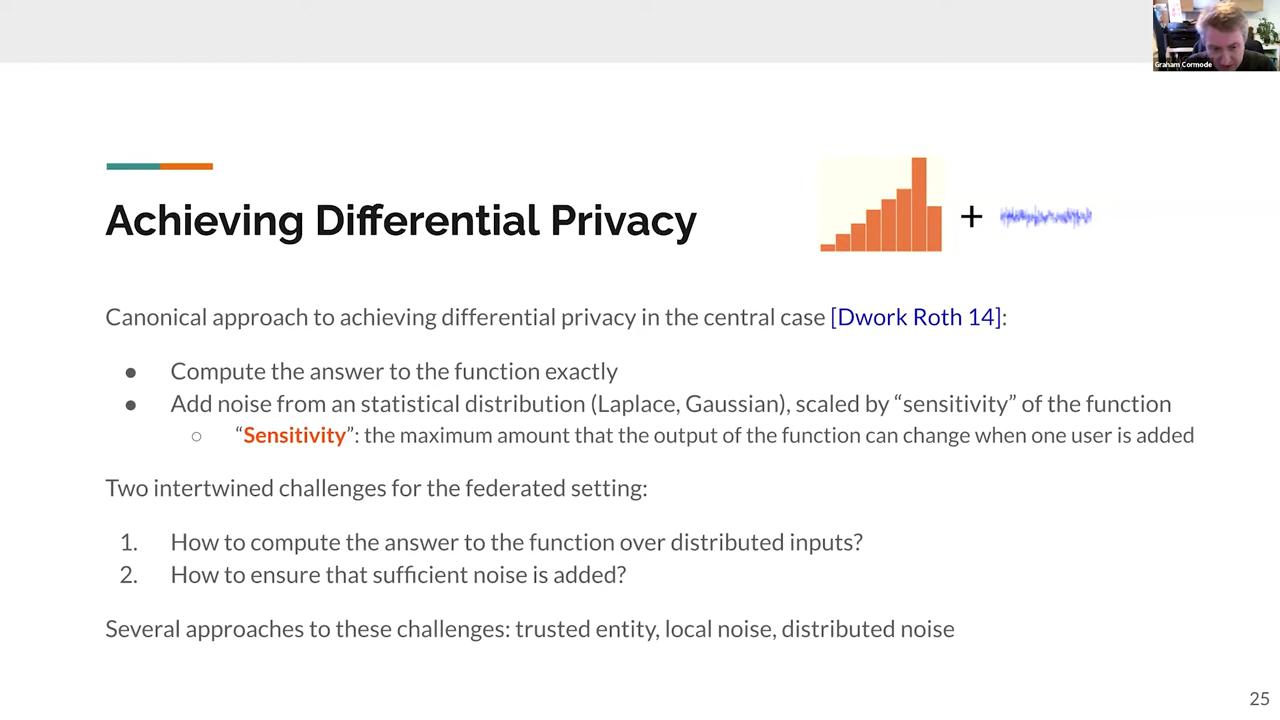 Graham Cormode
Achieving Differential Privacy
+
Canonical approach to achieving differential privacy in the central case [Dwork Roth 14]:
● Compute the answer to the function exactly
● Add noise from an statistical distribution (Laplace, Gaussian), scaled by “sensitivity” of the function
○ “Sensitivity”: the maximum amount that the output of the function can change when one user is added
Two intertwined challenges for the federated setting:
1. How to compute the answer to the function over distributed inputs?
2. How to ensure that sufficient noise is added?
Several approaches to these challenges: trusted entity, local noise, distributed noise
25